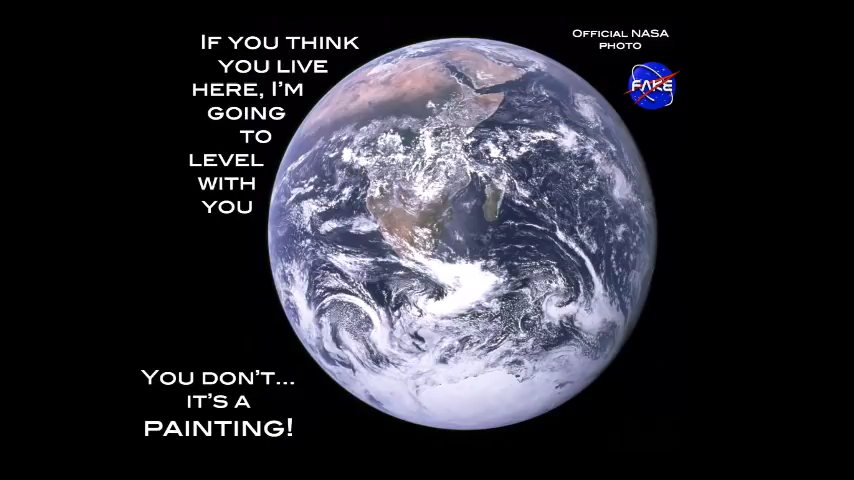 If you think
you live
here, I'm
going
to
level
with
you
Official NASA
photo
FAKE
You don't...
it's a
painting!